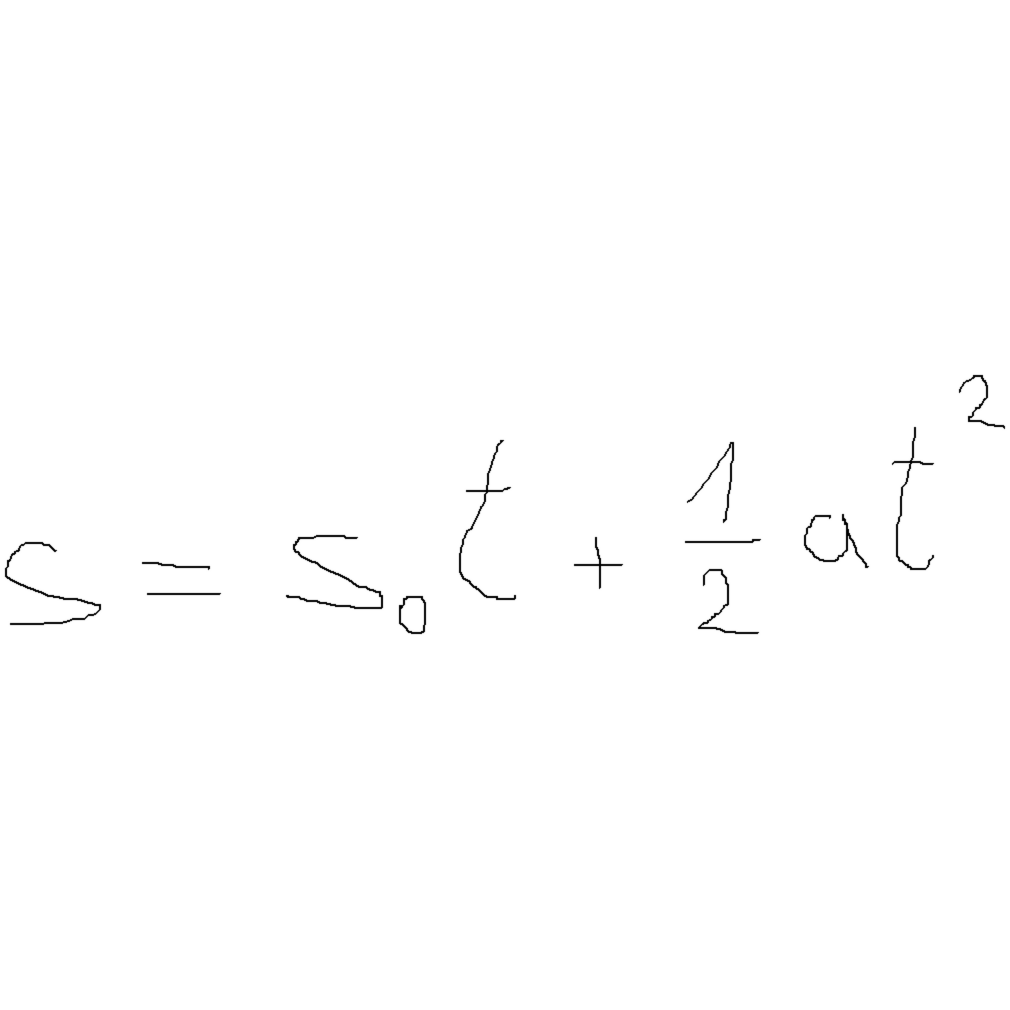 s = s₀t + ½at²